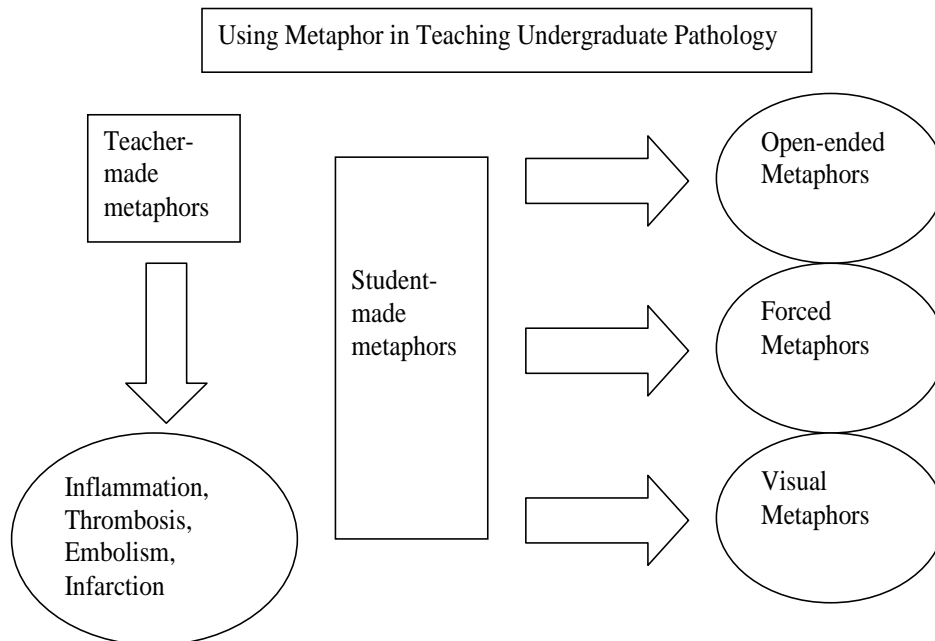 Using Metaphor in Teaching Undergraduate Pathology
Teacher-
made
metaphors
Inflammation,
Thrombosis,
Embolism,
Infarction
Student-
made
metaphors
Open-ended
Metaphors
Forced
Metaphors
Visual
Metaphors